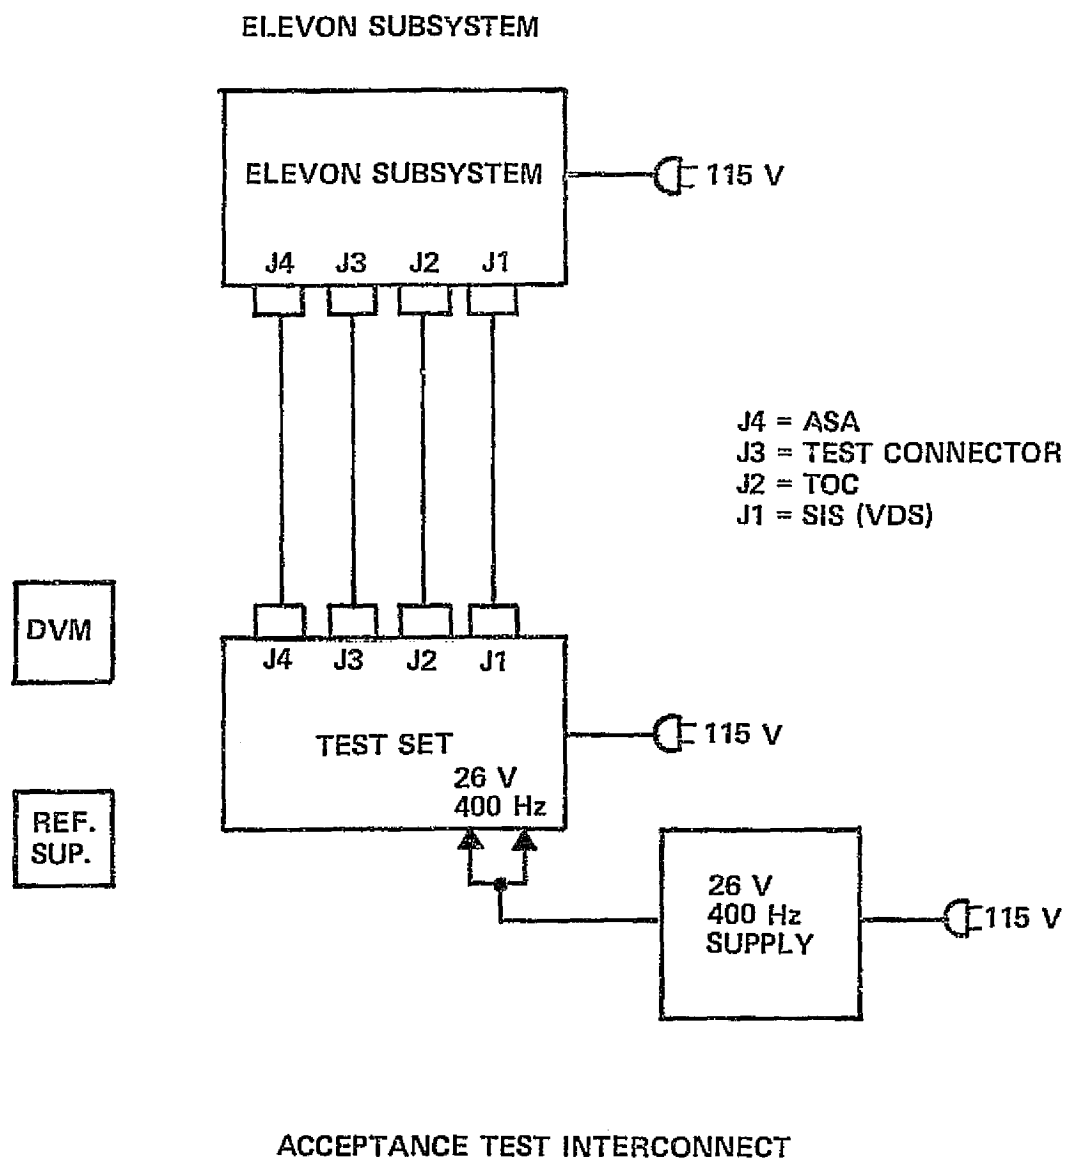 ELEVON SUBSYSTEM
ELEVON SUBSYSTEM
115 V
J4 J3 J2 J1
J4 = ASA
J3 = TEST CONNECTOR
J2 = TOC
J1 = SIS (VDS)
DVM
J4 J3 J2 J1
TEST SET
115 V
26 V
400 Hz
REF.
SUP.
26 V
400 Hz
SUPPLY
115 V
ACCEPTANCE TEST INTERCONNECT